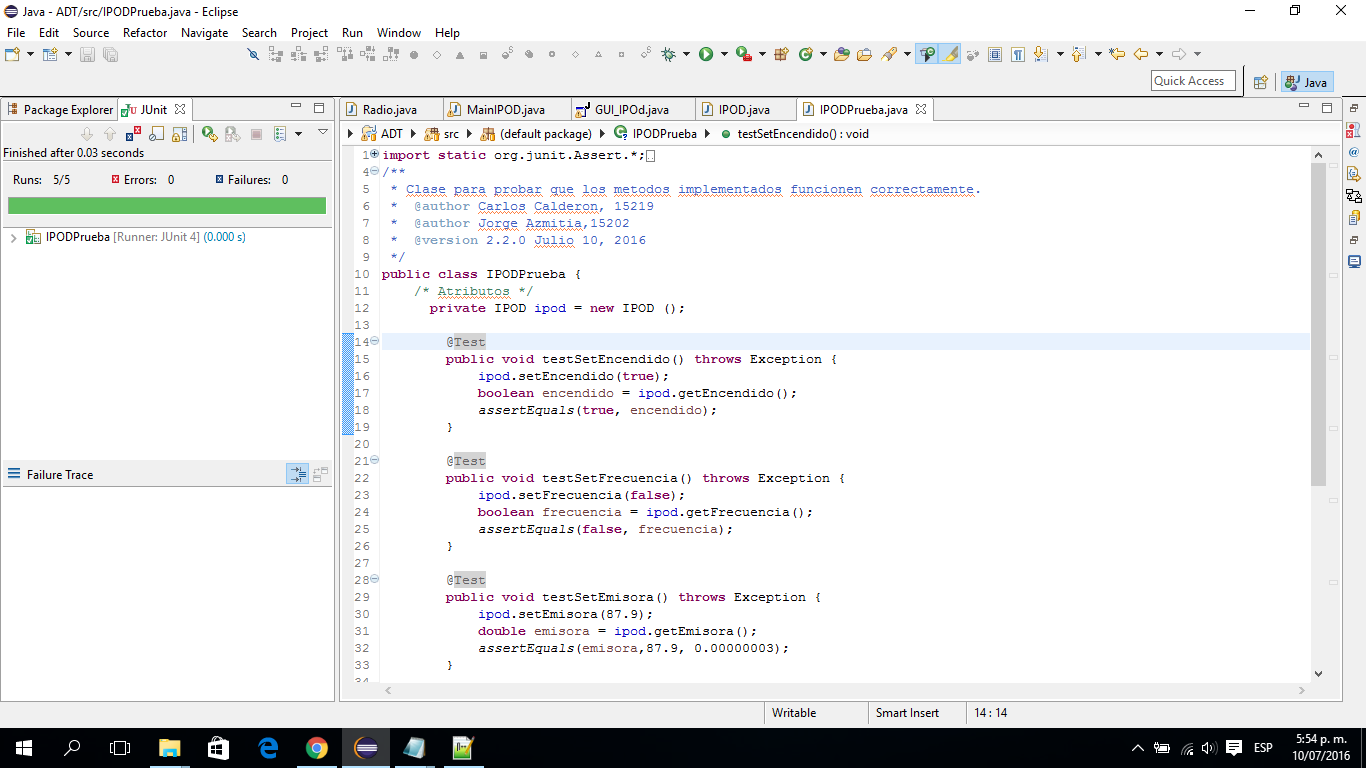 Java - ADT/src/IPODPrueba.java - Eclipse
File Edit Source Refactor Navigate Search Project Run Window Help
Quick Access
Java
Package Explorer JUnit
Finished after 0.03 seconds
Runs: 5/5 Errors: 0 Failures: 0
IPODPrueba [Runner: JUnit 4] (0.000 s)
Failure Trace
Radio.java MainIPOD.java GUI_IPOd.java IPOD.java IPODPrueba.java
ADT src (default package) IPODPrueba testSetEncendido() : void
1 import static org.junit.Assert.*;
4 /**
5 * Clase para probar que los metodos implementados funcionen correctamente.
6 * @author Carlos Calderon, 15219
7 * @author Jorge Azmitia,15202
8 * @version 2.2.0 Julio 10, 2016
9 */
10 public class IPODPrueba {
11 /* Atributos */
12 private IPOD ipod = new IPOD ();
13
14 @Test
15 public void testSetEncendido() throws Exception {
16 ipod.setEncendido(true);
17 boolean encendido = ipod.getEncendido();
18 assertEquals(true, encendido);
19 }
20
21 @Test
22 public void testSetFrecuencia() throws Exception {
23 ipod.setFrecuencia(false);
24 boolean frecuencia = ipod.getFrecuencia();
25 assertEquals(false, frecuencia);
26 }
27
28 @Test
29 public void testSetEmisora() throws Exception {
30 ipod.setEmisora(87.9);
31 double emisora = ipod.getEmisora();
32 assertEquals(emisora,87.9, 0.00000003);
33 }
34
Writable Smart Insert 14 : 14
ESP
5:54 p. m.
10/07/2016